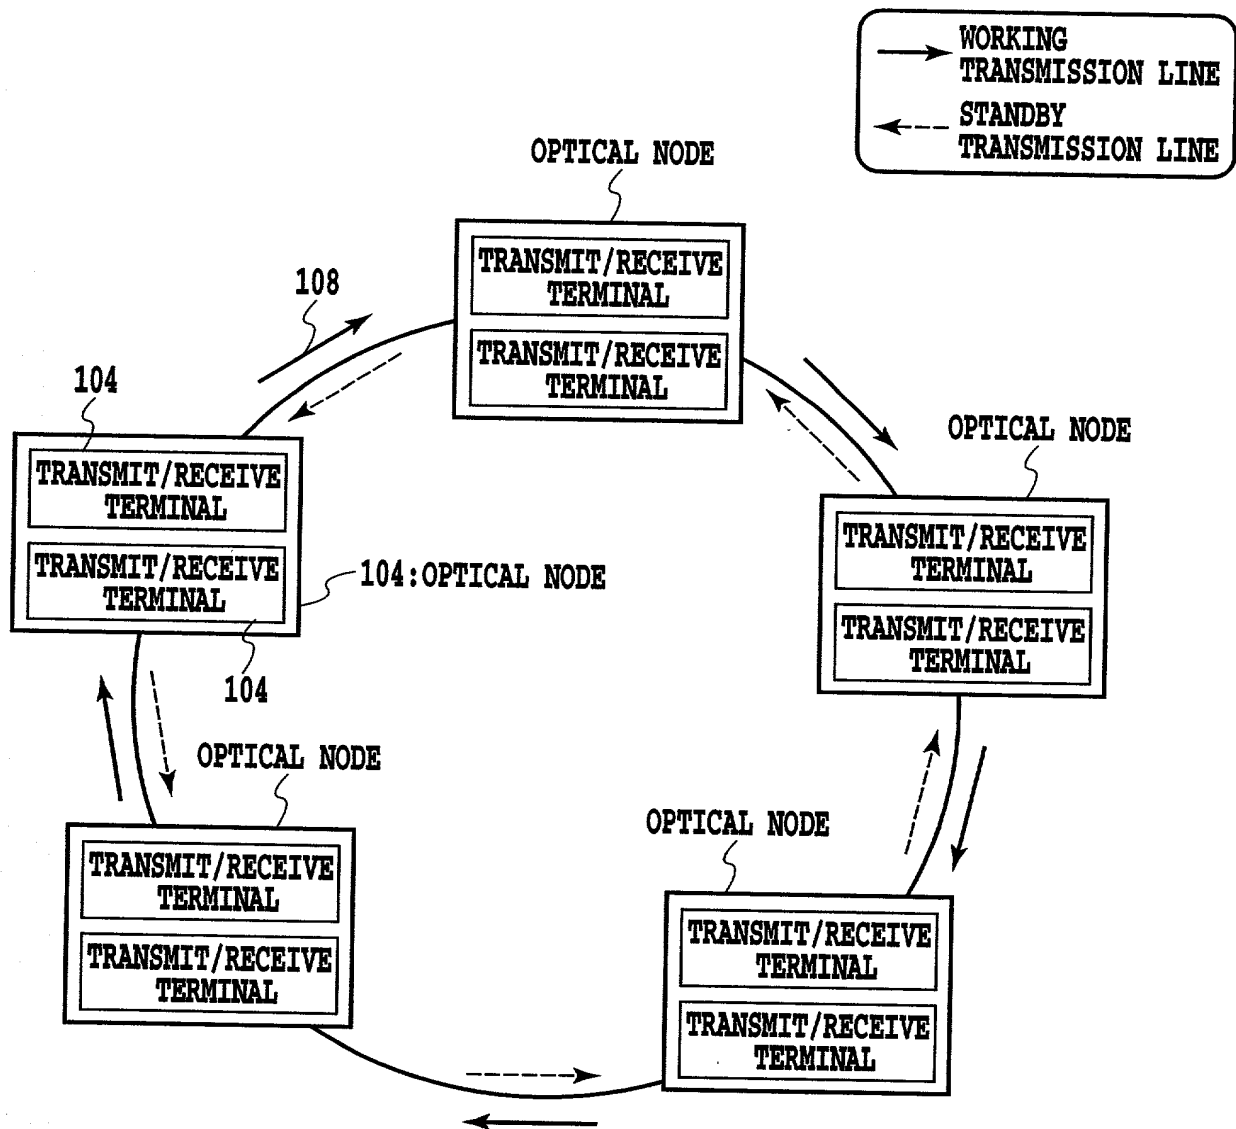 WORKING
TRANSMISSION LINE
STANDBY
TRANSMISSION LINE
OPTICAL NODE
TRANSMIT/RECEIVE
TERMINAL
TRANSMIT/RECEIVE
TERMINAL
108
104
TRANSMIT/RECEIVE
TERMINAL
TRANSMIT/RECEIVE
TERMINAL
104:OPTICAL NODE
104
OPTICAL NODE
TRANSMIT/RECEIVE
TERMINAL
TRANSMIT/RECEIVE
TERMINAL
OPTICAL NODE
TRANSMIT/RECEIVE
TERMINAL
TRANSMIT/RECEIVE
TERMINAL
OPTICAL NODE
TRANSMIT/RECEIVE
TERMINAL
TRANSMIT/RECEIVE
TERMINAL